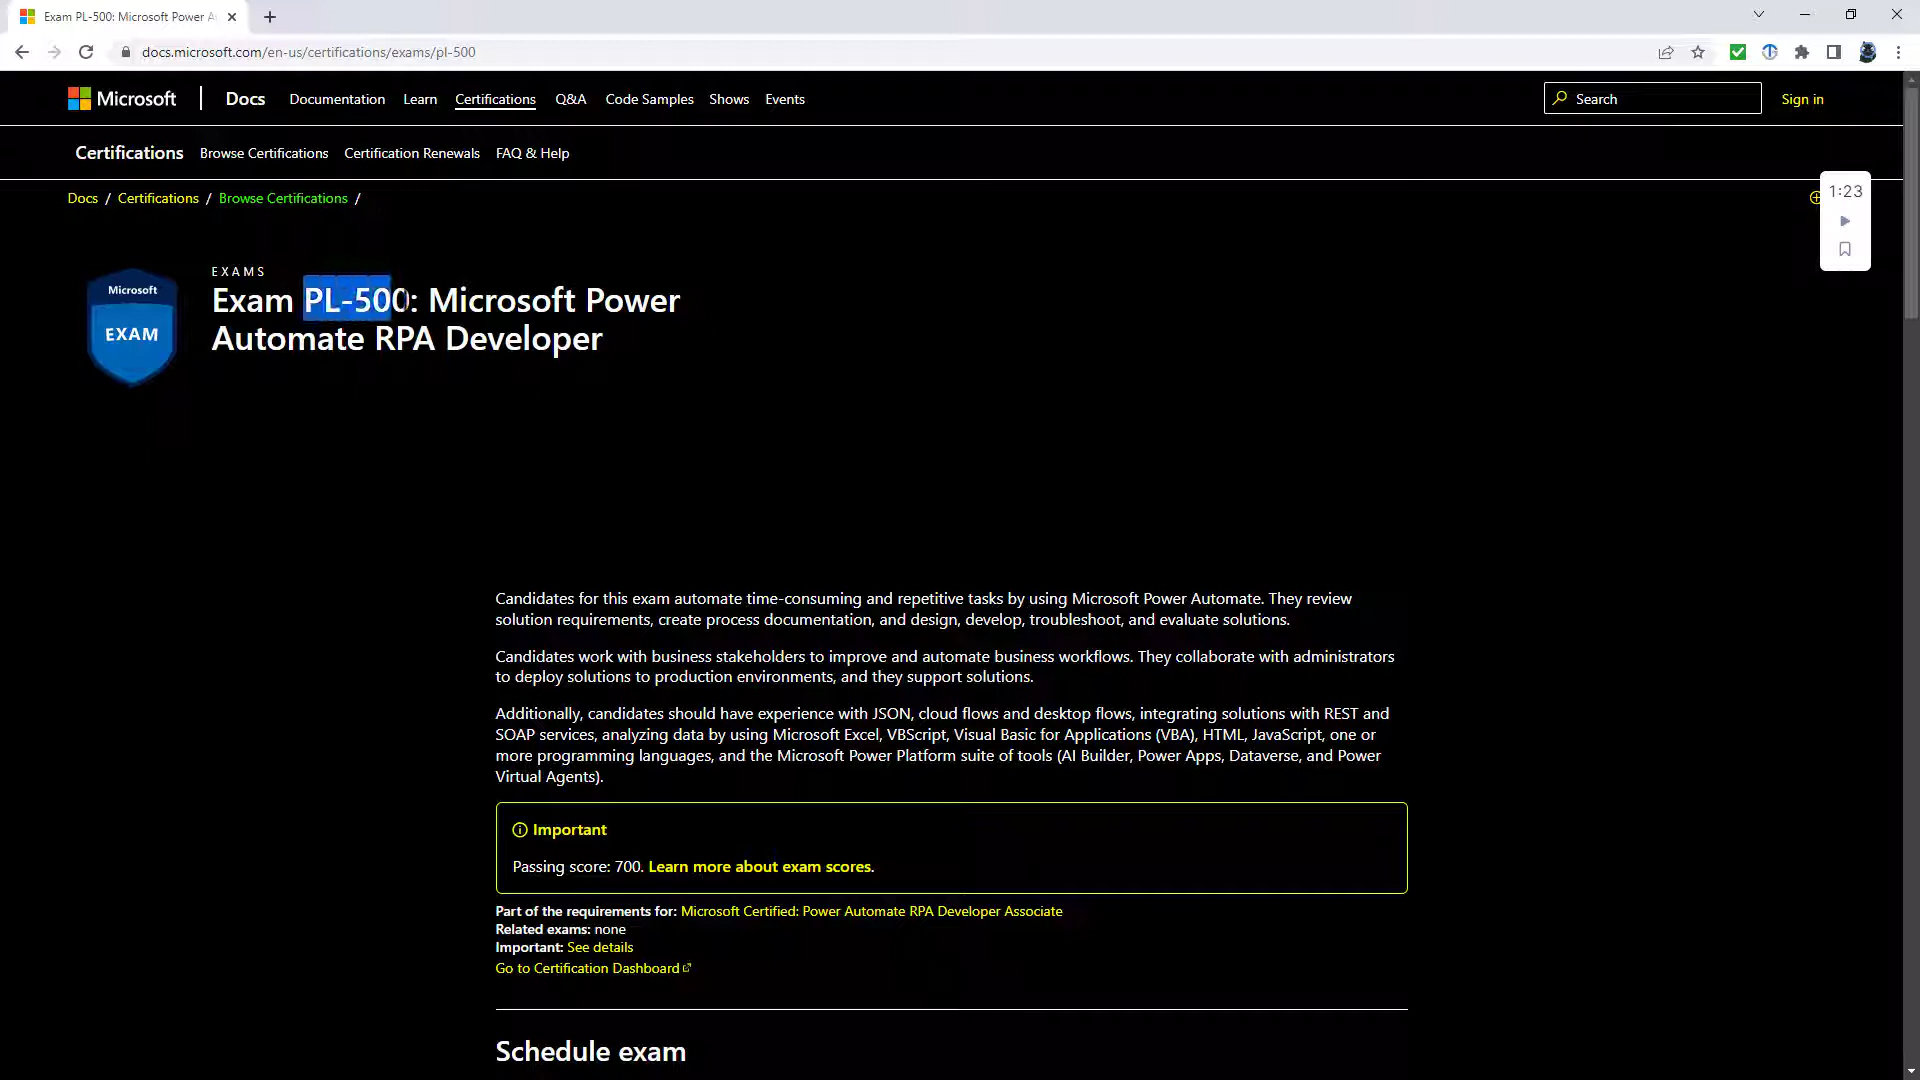 Exam PL-500: Microsoft Power A
docs.microsoft.com/en-us/certifications/exams/pl-500
Microsoft Docs Documentation Learn Certifications Q&A Code Samples Shows Events Search Sign in
Certifications Browse Certifications Certification Renewals FAQ & Help
Docs / Certifications / Browse Certifications /
1:23
EXAMS
Microsoft
EXAM
Exam PL-500: Microsoft Power
Automate RPA Developer
Candidates for this exam automate time-consuming and repetitive tasks by using Microsoft Power Automate. They review
solution requirements, create process documentation, and design, develop, troubleshoot, and evaluate solutions.
Candidates work with business stakeholders to improve and automate business workflows. They collaborate with administrators
to deploy solutions to production environments, and they support solutions.
Additionally, candidates should have experience with JSON, cloud flows and desktop flows, integrating solutions with REST and
SOAP services, analyzing data by using Microsoft Excel, VBScript, Visual Basic for Applications (VBA), HTML, JavaScript, one or
more programming languages, and the Microsoft Power Platform suite of tools (AI Builder, Power Apps, Dataverse, and Power
Virtual Agents).
Important
Passing score: 700. Learn more about exam scores.
Part of the requirements for: Microsoft Certified: Power Automate RPA Developer Associate
Related exams: none
Important: See details
Go to Certification Dashboard
Schedule exam